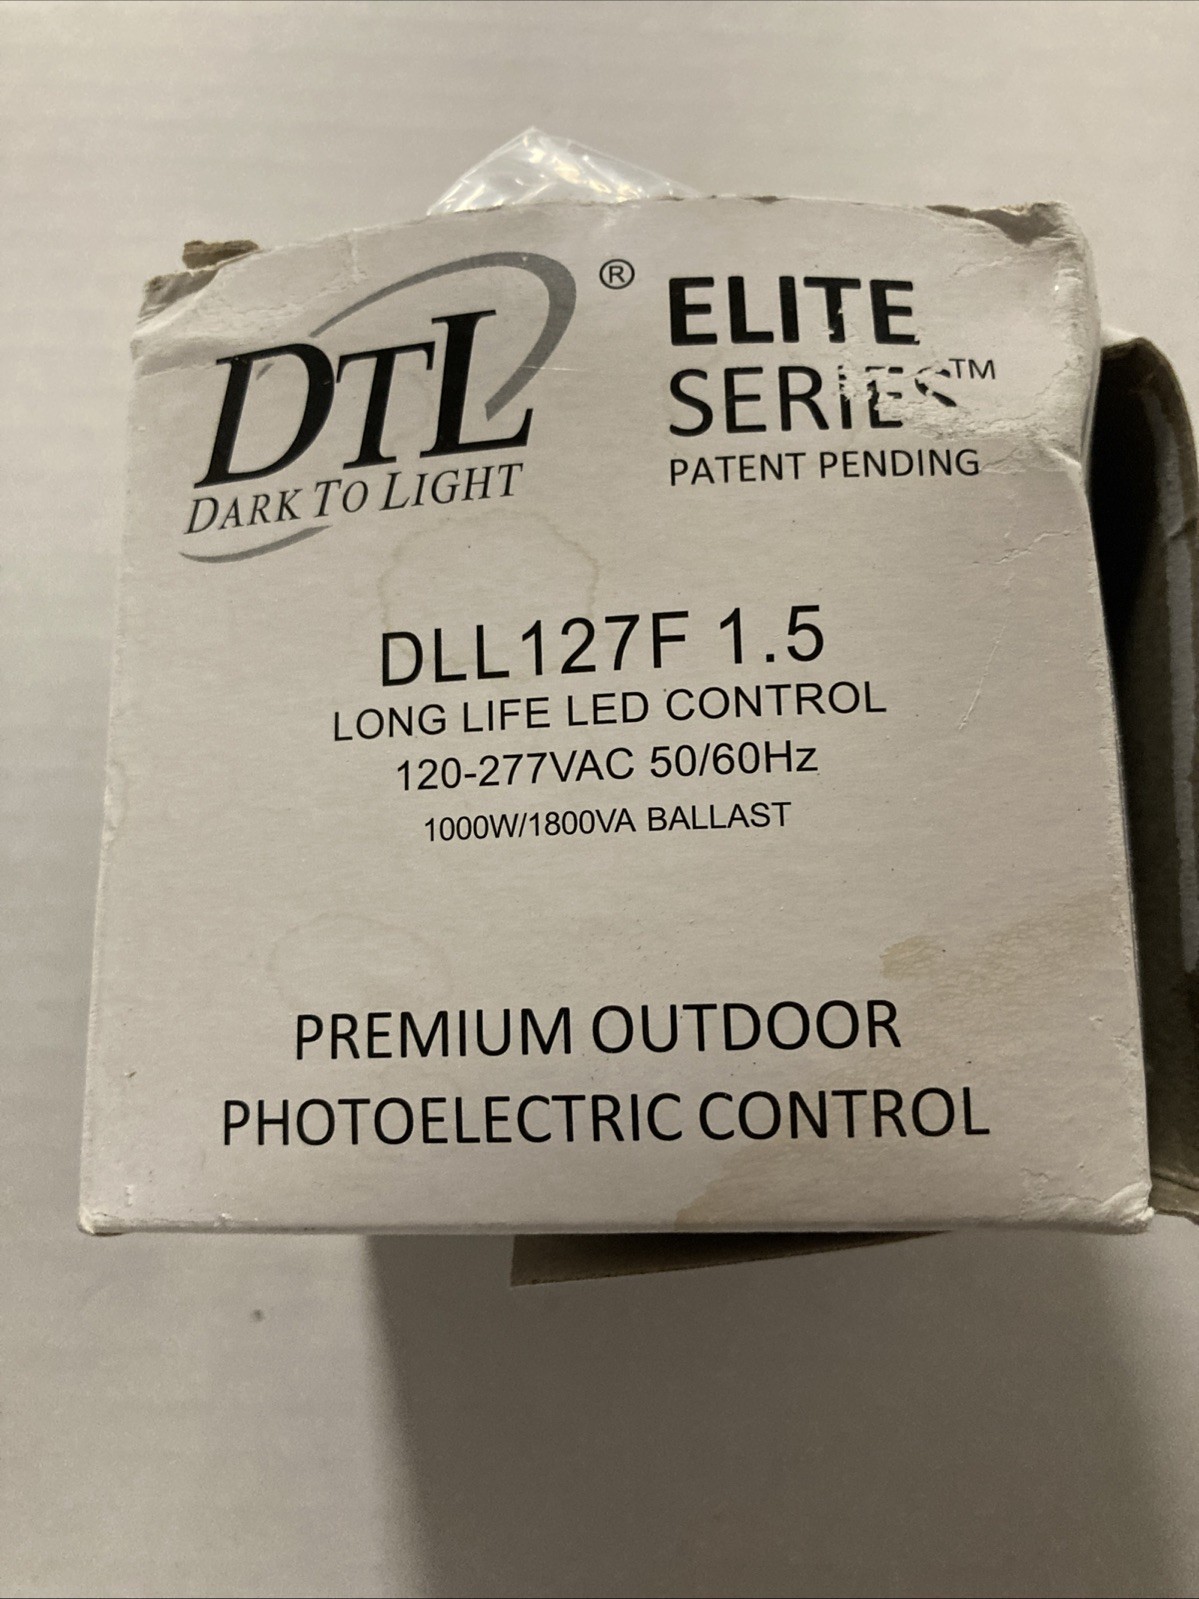 DTL®
DARK TO LIGHT
ELITE
SERIES™
PATENT PENDING
DLL127F 1.5
LONG LIFE LED CONTROL
120-277VAC 50/60Hz
1000W/1800VA BALLAST
PREMIUM OUTDOOR
PHOTOELECTRIC CONTROL